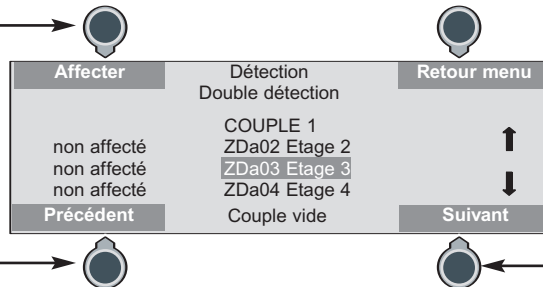 Affecter Détection Retour menu
Double détection
COUPLE 1
non affecté ZDa02 Etage 2
non affecté ZDa03 Etage 3
non affecté ZDa04 Etage 4
Précédent Couple vide Suivant